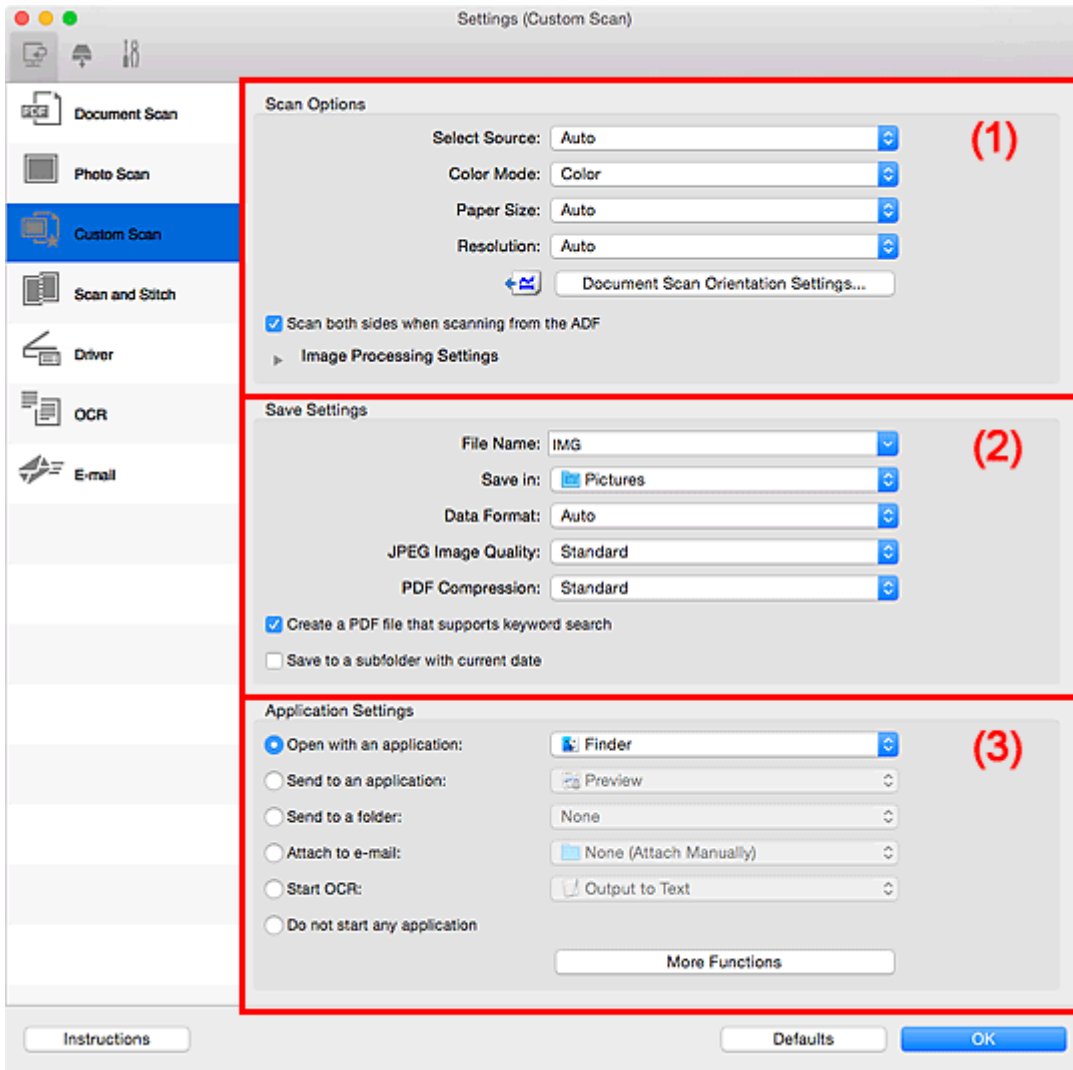 Settings (Custom Scan)
Document Scan
Photo Scan
Custom Scan
Scan and Stitch
Driver
OCR
E-mail
Scan Options
(1)
Select Source: Auto
Color Mode: Color
Paper Size: Auto
Resolution: Auto
Document Scan Orientation Settings...
Scan both sides when scanning from the ADF
Image Processing Settings
Save Settings
(2)
File Name: IMG
Save in: Pictures
Data Format: Auto
JPEG Image Quality: Standard
PDF Compression: Standard
Create a PDF file that supports keyword search
Save to a subfolder with current date
Application Settings
(3)
Open with an application: Finder
Send to an application: Preview
Send to a folder: None
Attach to e-mail: None (Attach Manually)
Start OCR: Output to Text
Do not start any application
More Functions
Instructions
Defaults
OK